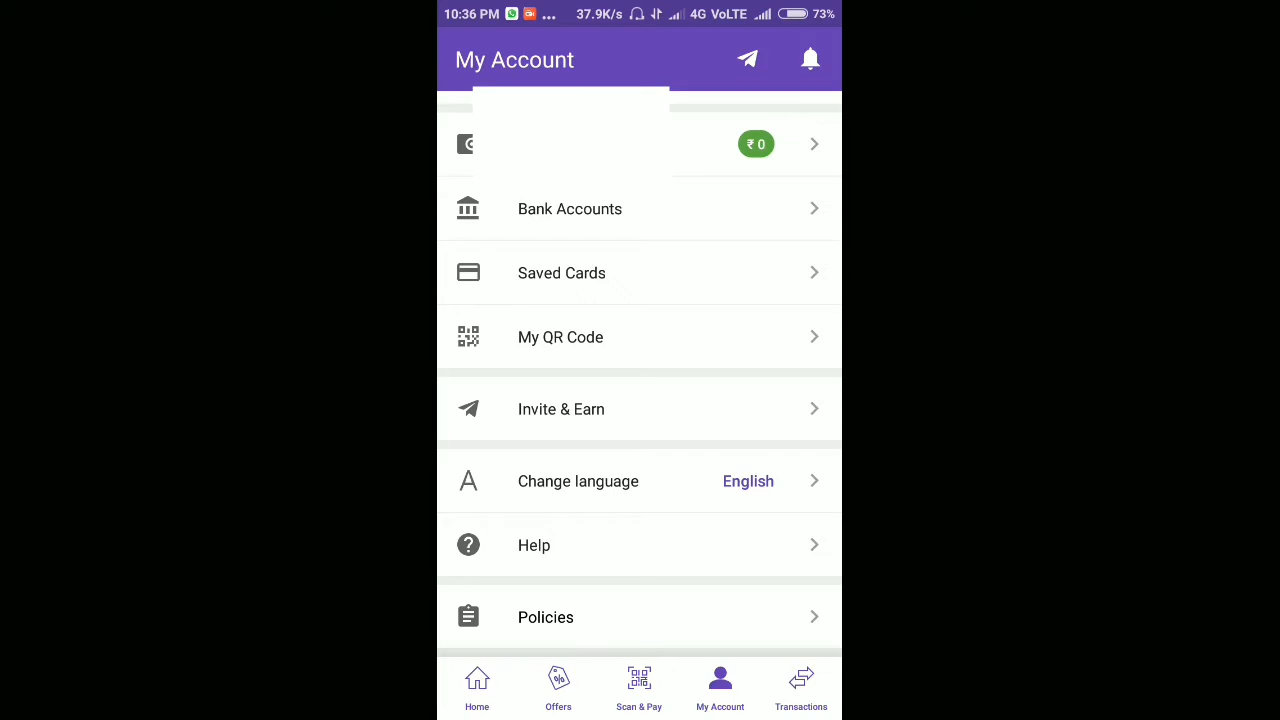 10:36 PM ... 37.9K/s 4G VoLTE 73%
My Account
₹ 0
Bank Accounts
Saved Cards
My QR Code
Invite & Earn
Change language English
Help
Policies
Home Offers Scan & Pay My Account Transactions